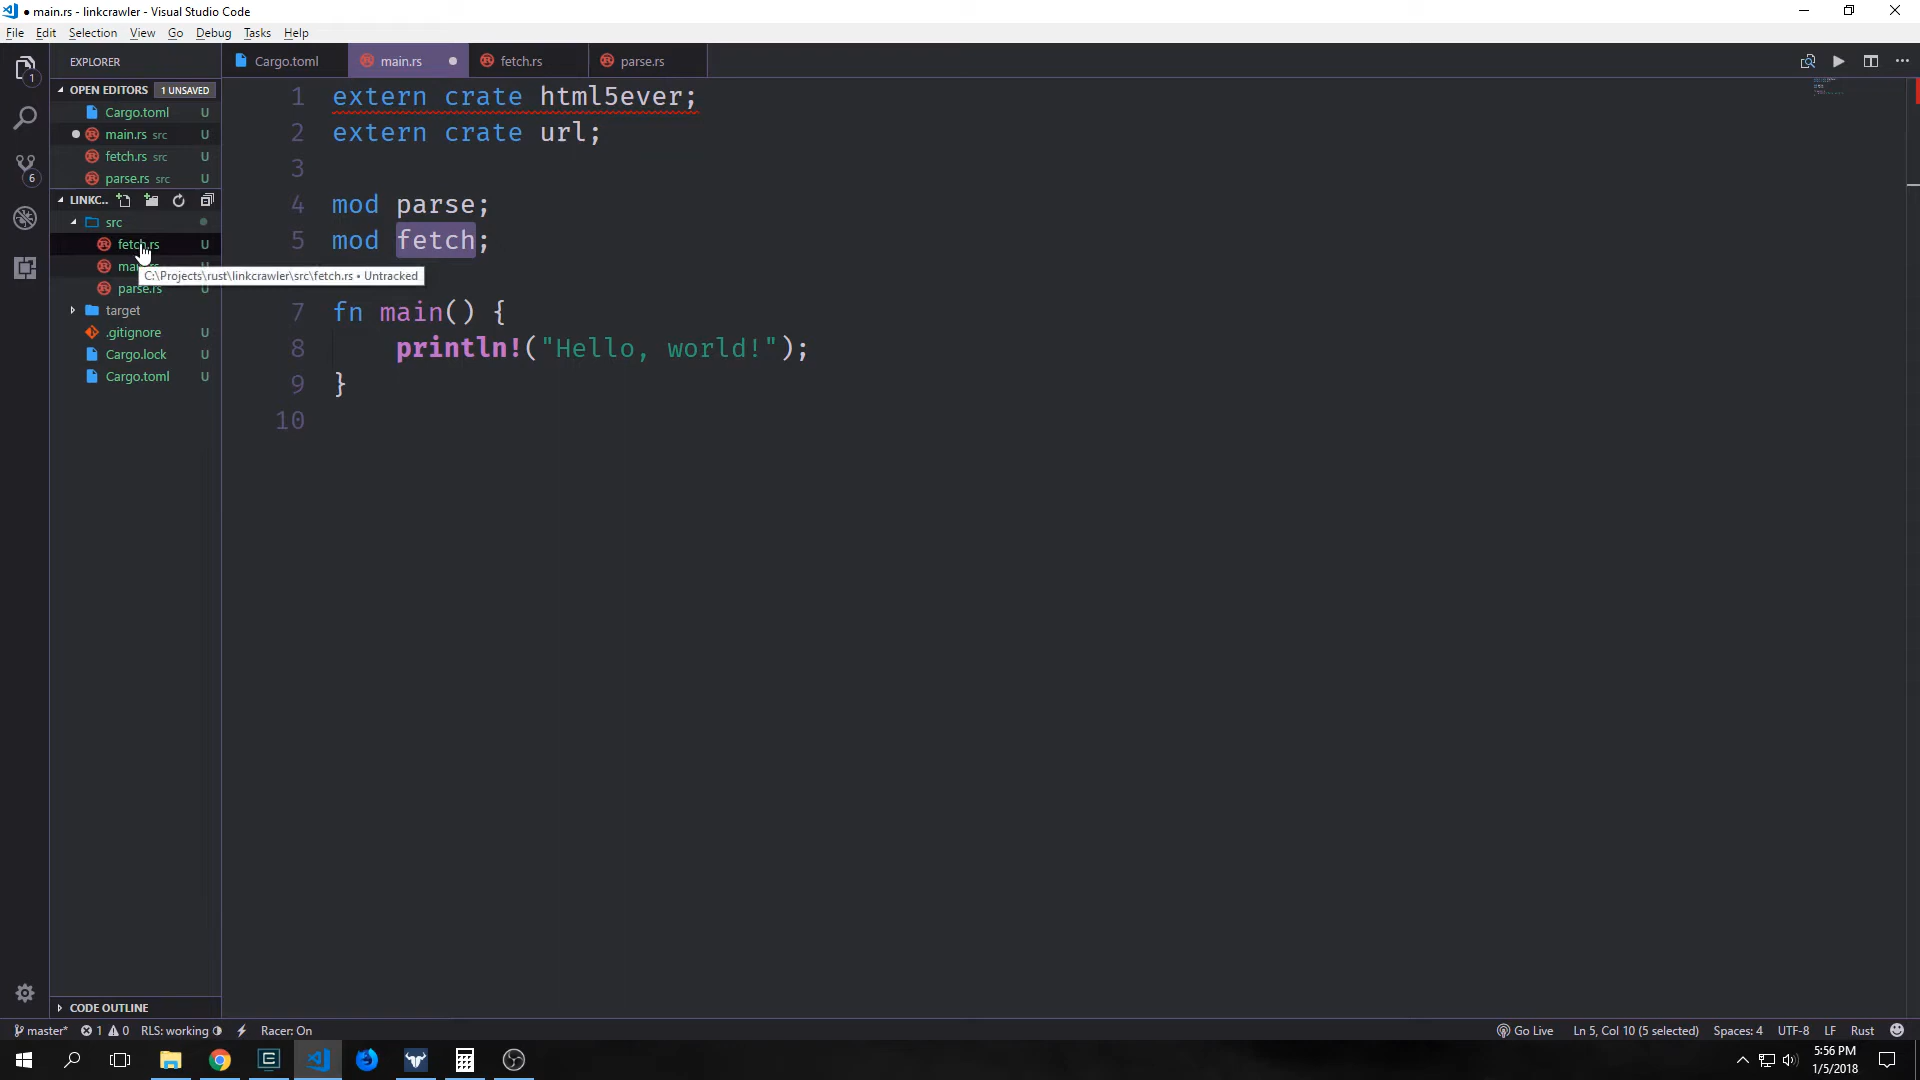 ● main.rs - linkcrawler - Visual Studio Code
File Edit Selection View Go Debug Tasks Help
EXPLORER
Cargo.toml main.rs fetch.rs parse.rs
OPEN EDITORS 1 UNSAVED
Cargo.toml U
main.rs src U
fetch.rs src U
parse.rs src U
LINKC..
src
fetch.rs U
main.rs
C:\Projects\rust\linkcrawler\src\fetch.rs • Untracked
parse.rs U
target
.gitignore U
Cargo.lock U
Cargo.toml U
1 extern crate html5ever;
2 extern crate url;
3
4 mod parse;
5 mod fetch;
7 fn main() {
8 println!("Hello, world!");
9 }
10
1
6
CODE OUTLINE
master* 1 0 RLS: working Racer: On Go Live Ln 5, Col 10 (5 selected) Spaces: 4 UTF-8 LF Rust
5:56 PM
1/5/2018